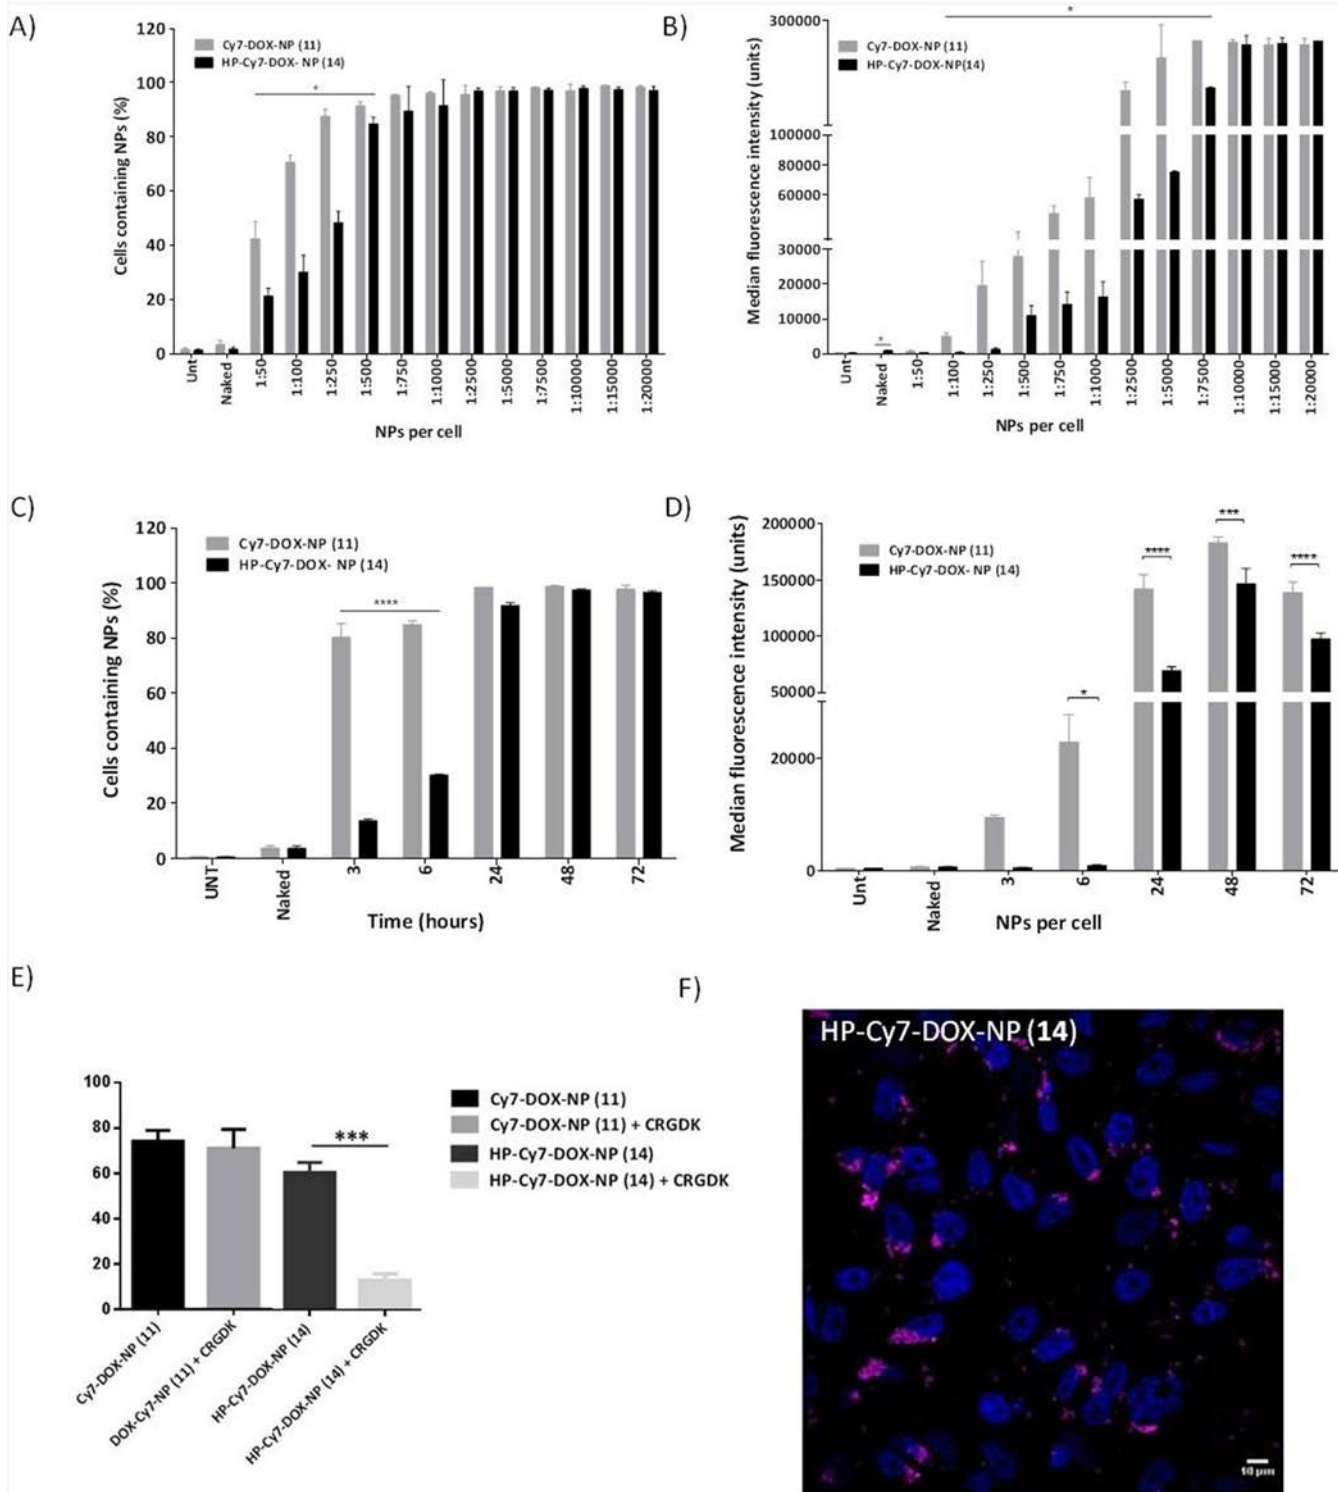 A)
120
100
80
60
40
20
0
Cells containing NPs (%)
Cy7-DOX-NP (11)
HP-Cy7-DOX- NP (14)
*
Unt
Naked
1:50
1:100
1:250
1:500
1:750
1:1000
1:2500
1:5000
1:7500
1:10000
1:15000
1:20000
NPs per cell
B)
300000
100000
80000
60000
30000
20000
10000
0
Median fluorescence intensity (units)
Cy7-DOX-NP (11)
HP-Cy7-DOX-NP(14)
*
*
Unt
Naked
1:50
1:100
1:250
1:500
1:750
1:1000
1:2500
1:5000
1:7500
1:10000
1:15000
1:20000
NPs per cell
C)
120
100
80
60
40
20
0
Cells containing NPs (%)
Cy7-DOX-NP (11)
HP-Cy7-DOX- NP (14)
****
UNT
Naked
3
6
24
48
72
Time (hours)
D)
200000
150000
100000
50000
20000
0
Median fluorescence intensity (units)
Cy7-DOX-NP (11)
HP-Cy7-DOX- NP (14)
*
****
***
****
Unt
Naked
3
6
24
48
72
NPs per cell
E)
100
80
60
40
20
0
***
Cy7-DOX-NP (11)
Cy7-DOX-NP (11) + CRGDK
HP-Cy7-DOX-NP (14)
HP-Cy7-DOX-NP (14) + CRGDK
Cy7-DOX-NP (11)
DOX-Cy7-NP (11) + CRGDK
HP-Cy7-DOX-NP (14)
HP-Cy7-DOX-NP (14) + CRGDK
F)
HP-Cy7-DOX-NP (14)
10 μm